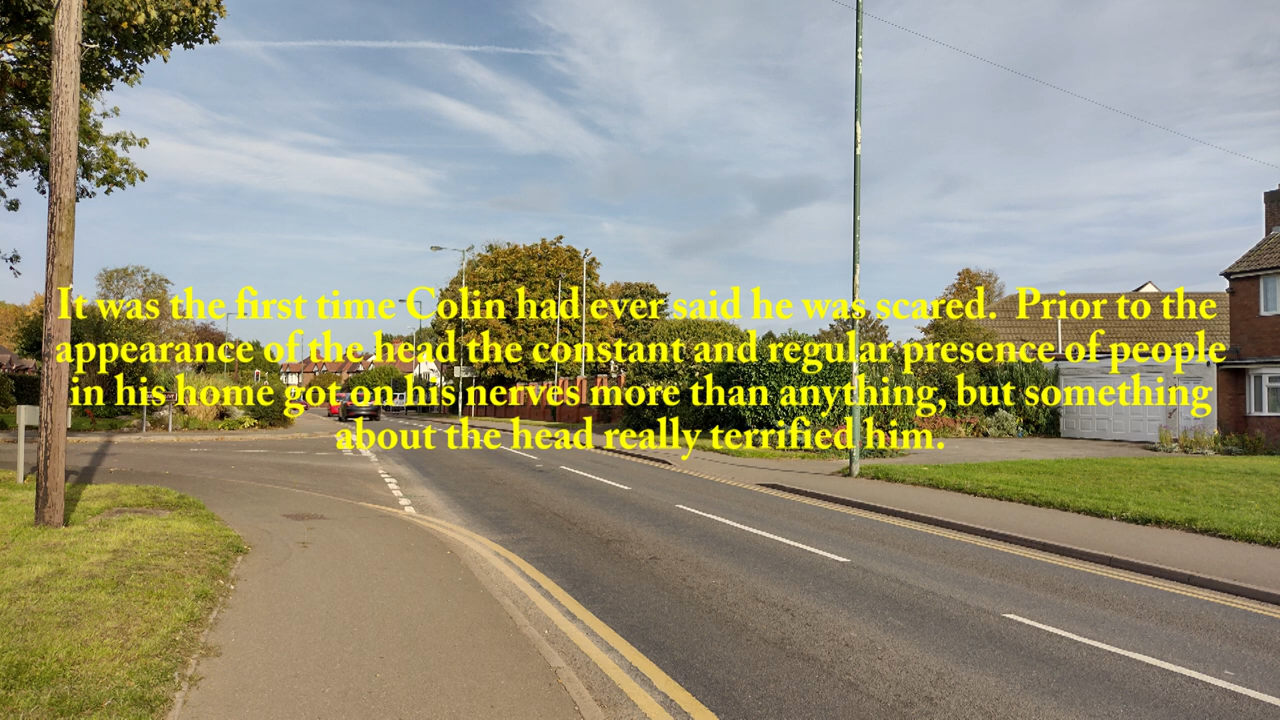 It was the first time Colin had ever said he was scared.  Prior to the
appearance of the head the constant and regular presence of people
in his home got on his nerves more than anything, but something
about the head really terrified him.